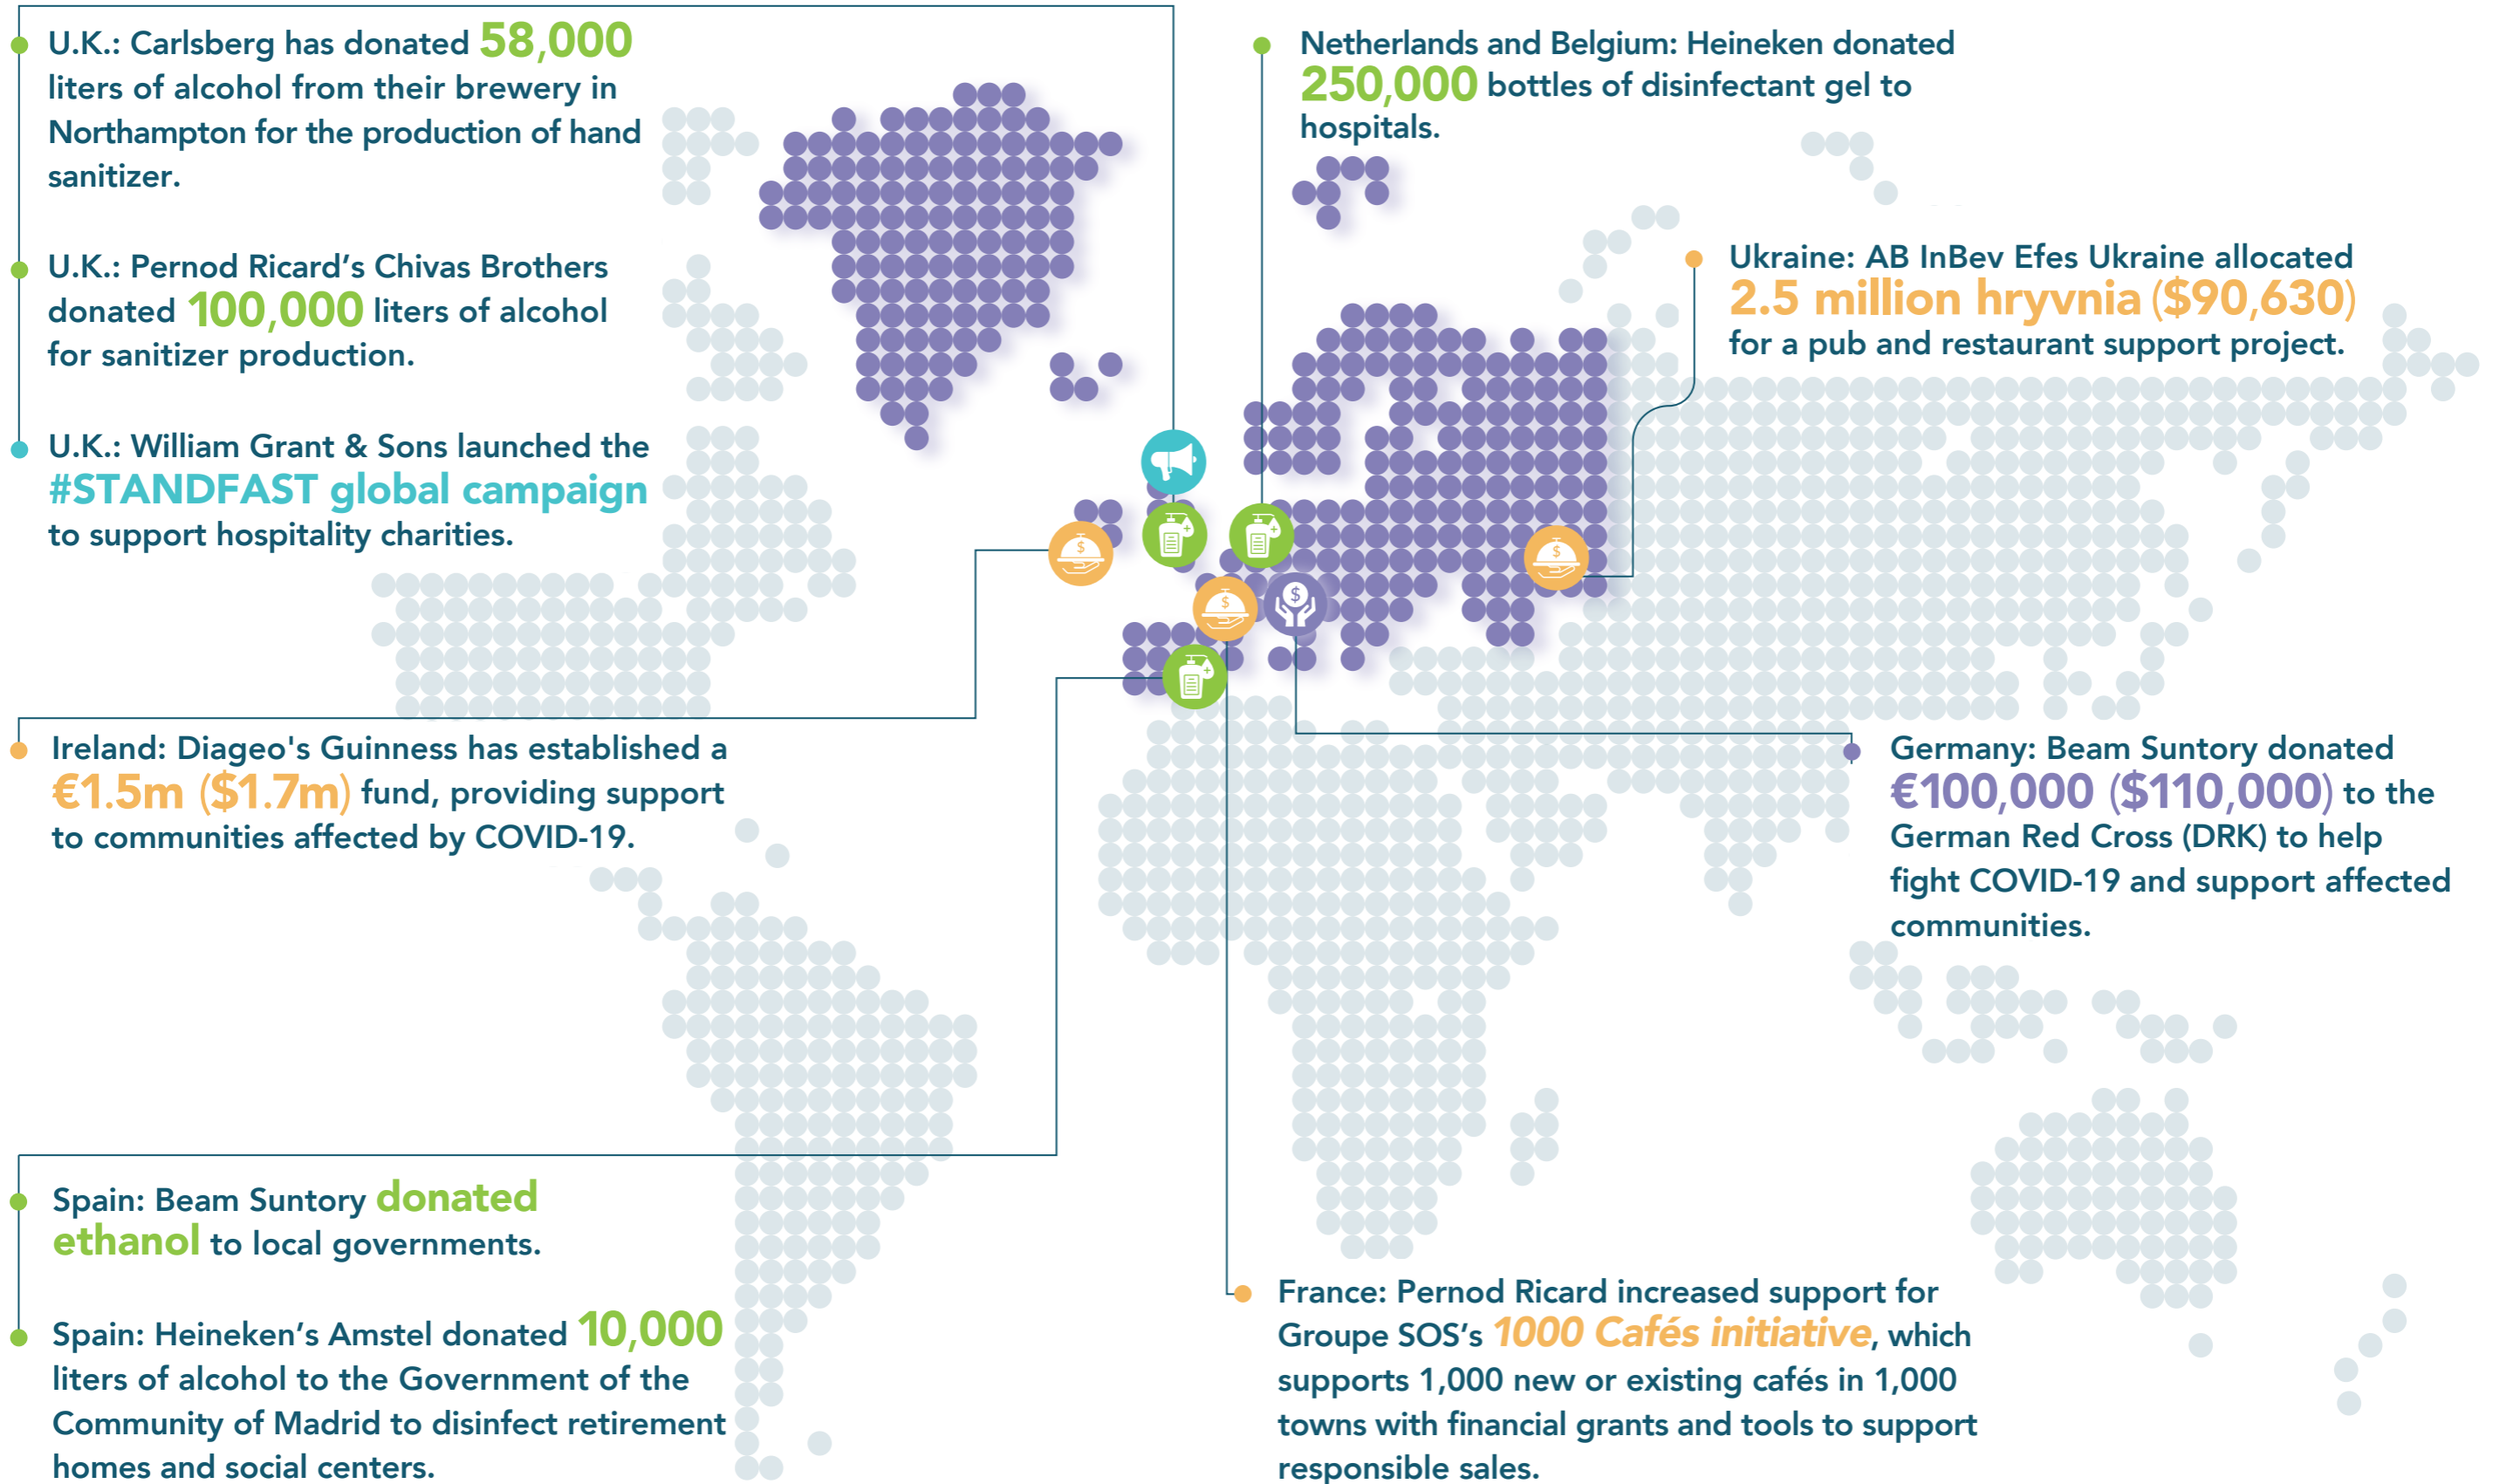 U.K.: Carlsberg has donated 58,000
liters of alcohol from their brewery in
Northampton for the production of hand
sanitizer.
U.K.: Pernod Ricard’s Chivas Brothers
donated 100,000 liters of alcohol
for sanitizer production.
U.K.: William Grant & Sons launched the
#STANDFAST global campaign
to support hospitality charities.
Netherlands and Belgium: Heineken donated
250,000 bottles of disinfectant gel to
hospitals.
Ukraine: AB InBev Efes Ukraine allocated
2.5 million hryvnia ($90,630)
for a pub and restaurant support project.
$
$
$
$
Ireland: Diageo's Guinness has established a
€1.5m ($1.7m) fund, providing support
to communities affected by COVID-19.
Germany: Beam Suntory donated
€100,000 ($110,000) to the
German Red Cross (DRK) to help
fight COVID-19 and support affected
communities.
Spain: Beam Suntory donated
ethanol to local governments.
Spain: Heineken’s Amstel donated 10,000
liters of alcohol to the Government of the
Community of Madrid to disinfect retirement
homes and social centers.
France: Pernod Ricard increased support for
Groupe SOS’s 1000 Cafés initiative, which
supports 1,000 new or existing cafés in 1,000
towns with financial grants and tools to support
responsible sales.